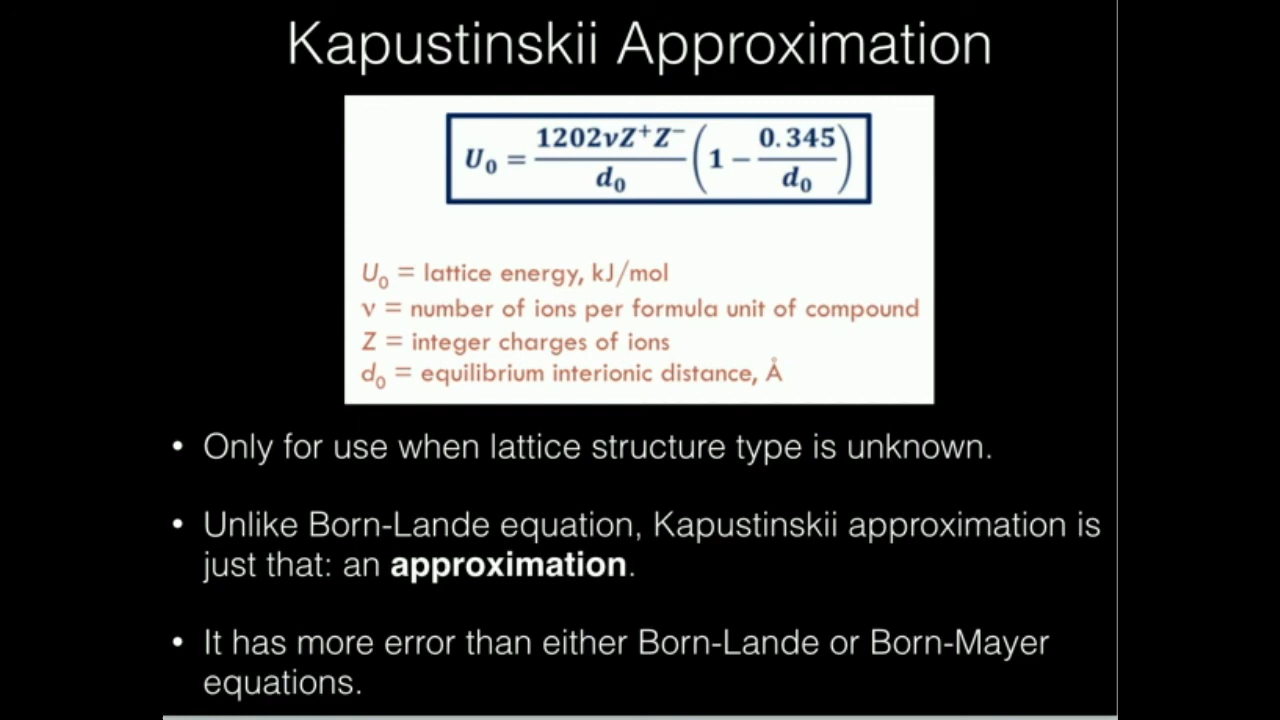 Kapustinskii Approximation
U₀ = 1202νZ⁺Z⁻/d₀ (1 − 0.345/d₀)
U₀ = lattice energy, kJ/mol
ν = number of ions per formula unit of compound
Z = integer charges of ions
d₀ = equilibrium interionic distance, Å
• Only for use when lattice structure type is unknown.
• Unlike Born-Lande equation, Kapustinskii approximation is
just that: an approximation.
• It has more error than either Born-Lande or Born-Mayer
equations.